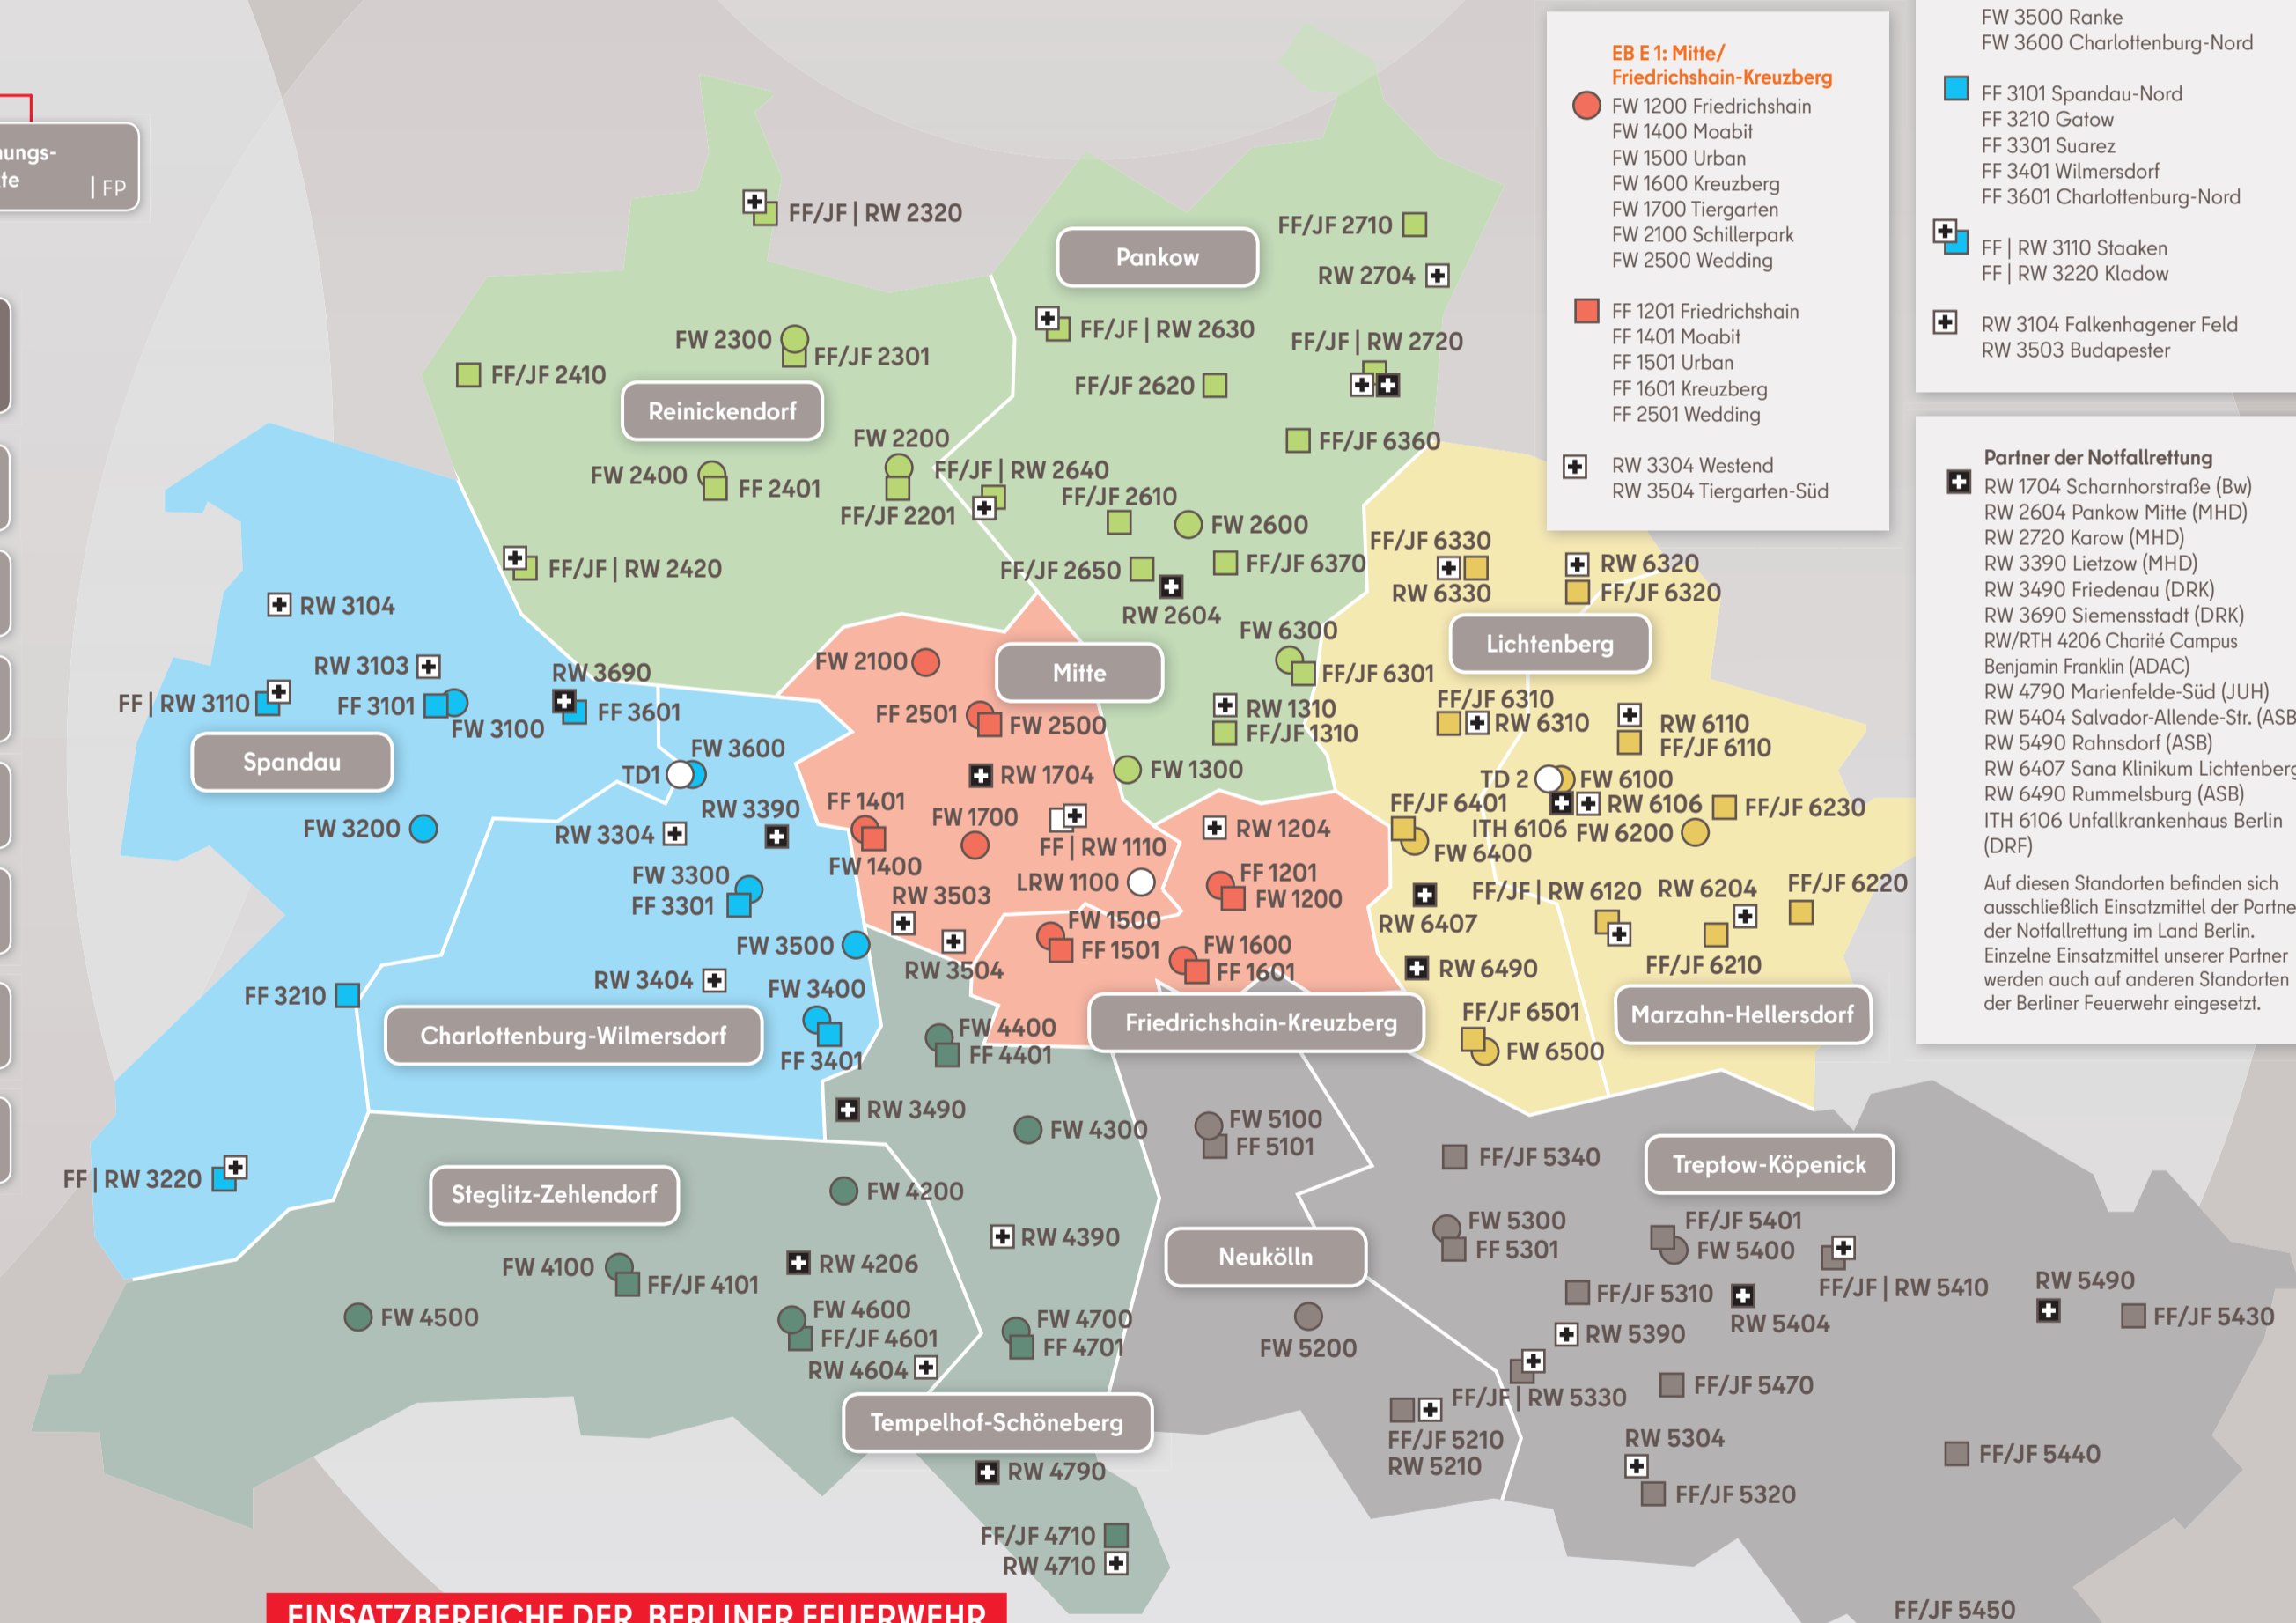 nungs-
te
| FP
FF/JF | RW 2320
Pankow
FF/JF 2710
RW 2704
FW 2300
FF/JF 2301
FF/JF | RW 2630
FF/JF | RW 2720
FF/JF 2410
FF/JF 2620
Reinickendorf
FW 2200
FF/JF 6360
FW 2400
FF 2401
FF/JF | RW 2640
FF/JF 2610
FF/JF 2201
FW 2600
FF/JF | RW 2420
FF/JF 2650
FF/JF 6370
RW 2604
FW 6300
FF/JF 6301
RW 1310
FF/JF 1310
FW 1300
FF/JF 6330
RW 6330
RW 6320
FF/JF 6320
Lichtenberg
FF/JF 6310
RW 6310
RW 6110
FF/JF 6110
TD 2
FW 6100
FF/JF 6401
RW 6106
FF/JF 6230
ITH 6106
FW 6200
FW 6400
FF/JF | RW 6120
RW 6204
FF/JF 6220
RW 6407
FF/JF 6210
RW 6490
FF/JF 6501
FW 6500
Marzahn-Hellersdorf
RW 3104
RW 3103
RW 3690
FF | RW 3110
FF 3101
FW 3100
FF 3601
Spandau
FW 3600
TD1
FW 3200
RW 3304
RW 3390
FW 3300
FF 3301
FW 3500
FF 3210
RW 3404
FW 3400
Charlottenburg-Wilmersdorf
FF 3401
FF | RW 3220
FW 2100
Mitte
FF 2501
FW 2500
RW 1704
FF 1401
FW 1700
FW 1400
FF | RW 1110
LRW 1100
RW 3503
RW 3504
RW 1204
FF 1201
FW 1200
FW 1500
FF 1501
FW 1600
FF 1601
Friedrichshain-Kreuzberg
FW 4400
FF 4401
RW 3490
FW 4300
Steglitz-Zehlendorf
FW 4200
RW 4390
FW 4100
FF/JF 4101
RW 4206
FW 4500
FW 4600
FF/JF 4601
RW 4604
FW 4700
FF 4701
Tempelhof-Schöneberg
RW 4790
FF/JF 4710
RW 4710
FW 5100
FF 5101
Neukölln
FW 5200
FF/JF 5210
RW 5210
FF/JF 5340
Treptow-Köpenick
FW 5300
FF 5301
FF/JF 5401
FW 5400
FF/JF 5310
RW 5404
FF/JF | RW 5410
RW 5490
FF/JF 5430
RW 5390
FF/JF | RW 5330
FF/JF 5470
RW 5304
FF/JF 5320
FF/JF 5440
FF/JF 5450
EINSATZBEREICHE DER BERLINER FEUERWEHR
EB E 1: Mitte/
Friedrichshain-Kreuzberg
FW 1200 Friedrichshain
FW 1400 Moabit
FW 1500 Urban
FW 1600 Kreuzberg
FW 1700 Tiergarten
FW 2100 Schillerpark
FW 2500 Wedding
FF 1201 Friedrichshain
FF 1401 Moabit
FF 1501 Urban
FF 1601 Kreuzberg
FF 2501 Wedding
RW 3304 Westend
RW 3504 Tiergarten-Süd
FW 3500 Ranke
FW 3600 Charlottenburg-Nord
FF 3101 Spandau-Nord
FF 3210 Gatow
FF 3301 Suarez
FF 3401 Wilmersdorf
FF 3601 Charlottenburg-Nord
FF | RW 3110 Staaken
FF | RW 3220 Kladow
RW 3104 Falkenhagener Feld
RW 3503 Budapester
Partner der Notfallrettung
RW 1704 Scharnhorstraße (Bw)
RW 2604 Pankow Mitte (MHD)
RW 2720 Karow (MHD)
RW 3390 Lietzow (MHD)
RW 3490 Friedenau (DRK)
RW 3690 Siemensstadt (DRK)
RW/RTH 4206 Charité Campus
Benjamin Franklin (ADAC)
RW 4790 Marienfelde-Süd (JUH)
RW 5404 Salvador-Allende-Str. (ASB
RW 5490 Rahnsdorf (ASB)
RW 6407 Sana Klinikum Lichtenberg
RW 6490 Rummelsburg (ASB)
ITH 6106 Unfallkrankenhaus Berlin
(DRF)
Auf diesen Standorten befinden sich
ausschließlich Einsatzmittel der Partne
der Notfallrettung im Land Berlin.
Einzelne Einsatzmittel unserer Partner
werden auch auf anderen Standorten
der Berliner Feuerwehr eingesetzt.